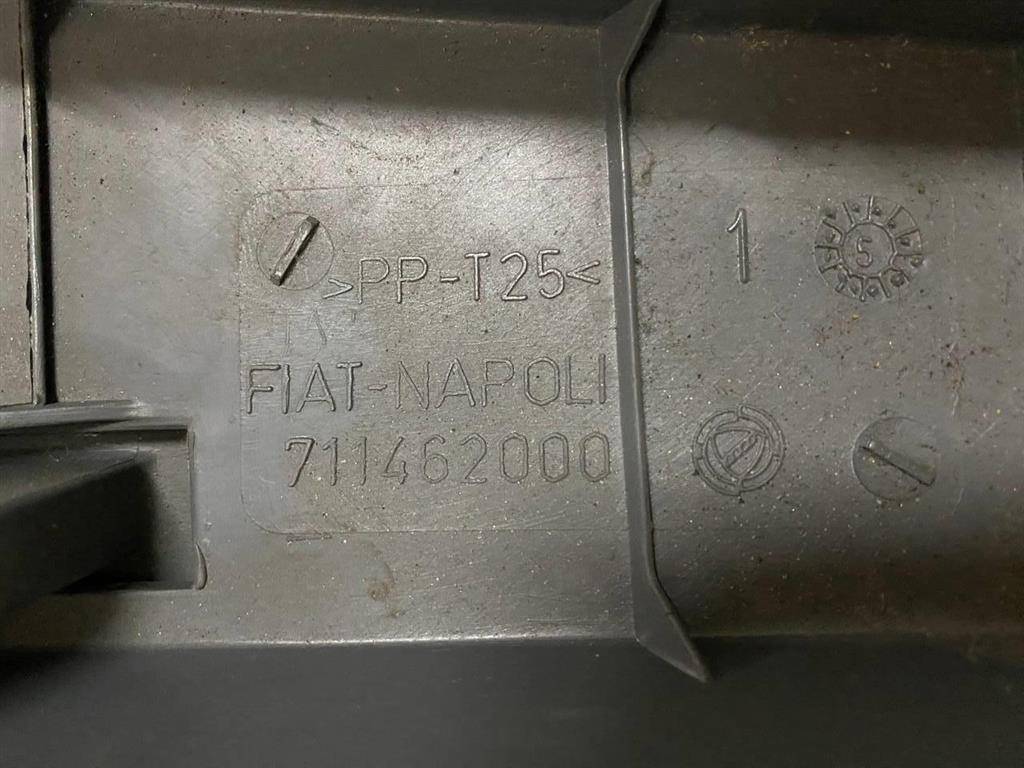 >PP-T25< 1 5
FIAT-NAPOLI
711462000